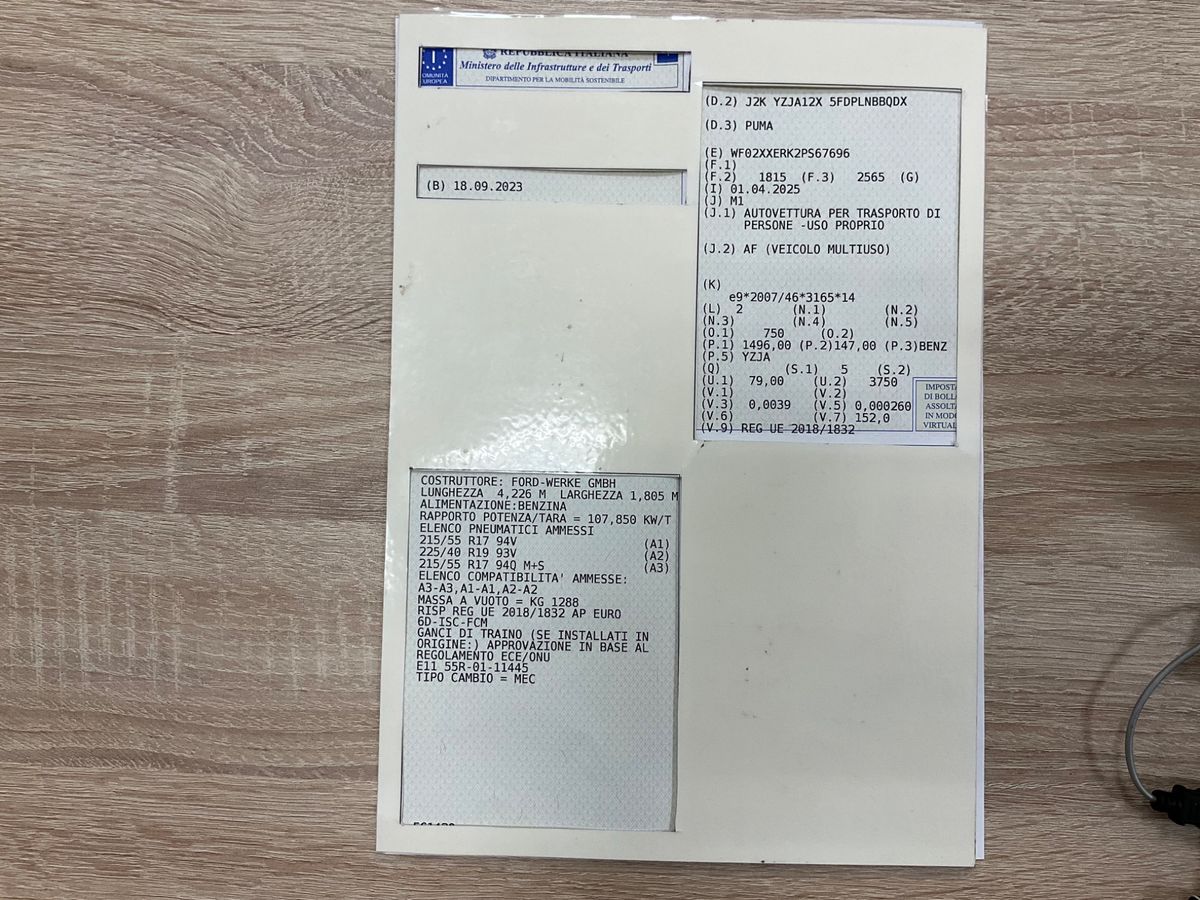 REPUBBLICA ITALIANA
I
OMUNITÀ
UROPEA
Ministero delle Infrastrutture e dei Trasporti
DIPARTIMENTO PER LA MOBILITÀ SOSTENIBILE
(B) 18.09.2023
COSTRUTTORE: FORD-WERKE GMBH
LUNGHEZZA 4,226 M LARGHEZZA 1,805 M
ALIMENTAZIONE:BENZINA
RAPPORTO POTENZA/TARA = 107,850 KW/T
ELENCO PNEUMATICI AMMESSI
215/55 R17 94V (A1)
225/40 R19 93V (A2)
215/55 R17 94Q M+S (A3)
ELENCO COMPATIBILITA' AMMESSE:
A3-A3,A1-A1,A2-A2
MASSA A VUOTO = KG 1288
RISP REG UE 2018/1832 AP EURO
6D-ISC-FCM
GANCI DI TRAINO (SE INSTALLATI IN
ORIGINE:) APPROVAZIONE IN BASE AL
REGOLAMENTO ECE/ONU
E11 55R-01-11445
TIPO CAMBIO = MEC
(D.2) J2K YZJA12X 5FDPLNBBQDX
(D.3) PUMA
(E) WF02XXERK2PS67696
(F.1)
(F.2) 1815 (F.3) 2565 (G)
(I) 01.04.2025
(J) M1
(J.1) AUTOVETTURA PER TRASPORTO DI
PERSONE -USO PROPRIO
(J.2) AF (VEICOLO MULTIUSO)
(K)
e9*2007/46*3165*14
(L) 2 (N.1) (N.2)
(N.3) (N.4) (N.5)
(O.1) 750 (O.2)
(P.1) 1496,00 (P.2)147,00 (P.3)BENZ
(P.5) YZJA
(Q) (S.1) 5 (S.2)
(U.1) 79,00 (U.2) 3750
(V.1) (V.2)
(V.3) 0,0039 (V.5) 0,000260
(V.6) (V.7) 152,0
(V.9) REG UE 2018/1832
IMPOSTA
DI BOLL
ASSOLTA
IN MODO
VIRTUAL